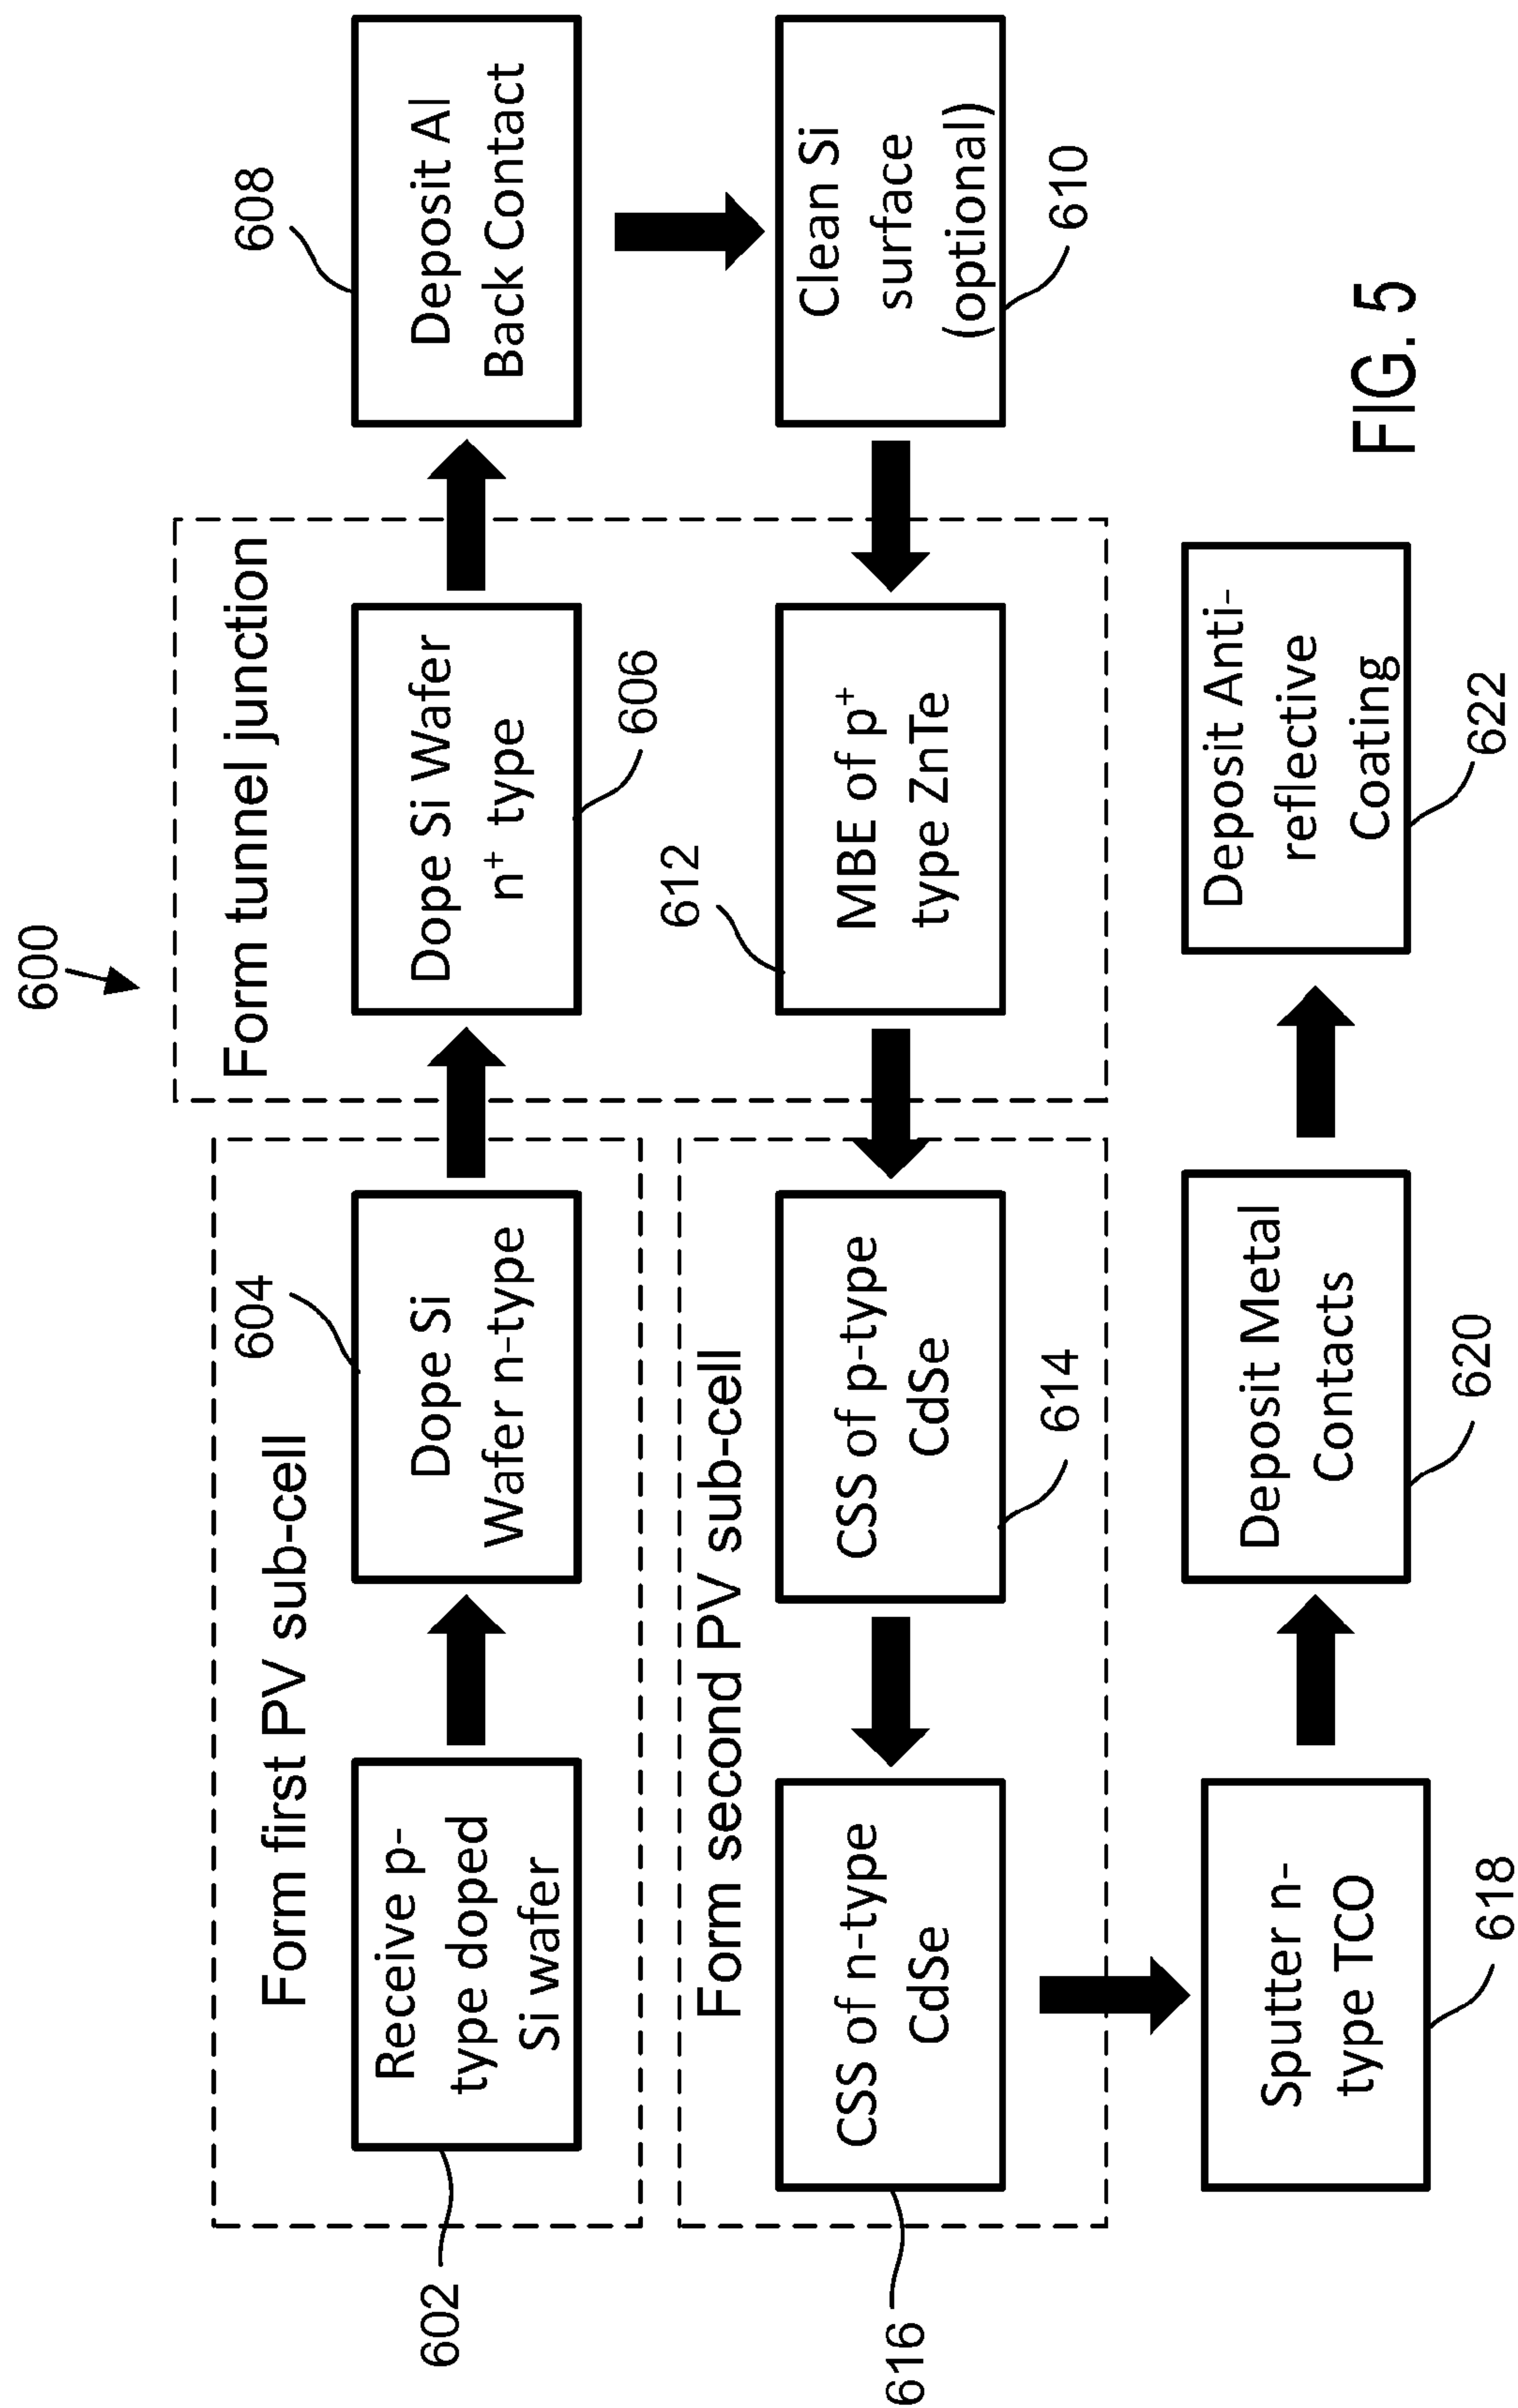 600
Form first PV sub-cell
602
Receive p-
type doped
Si wafer
604
Dope Si
Wafer n-type
Form tunnel junction
Dope Si Wafer
n⁺ type
606
608
Deposit Al
Back Contact
Clean Si
surface
(optional)
610
612
MBE of p⁺
type ZnTe
Form second PV sub-cell
CSS of p-type
CdSe
614
CSS of n-type
CdSe
616
Sputter n-
type TCO
618
Deposit Metal
Contacts
620
Deposit Anti-
reflective
Coating
622
FIG. 5